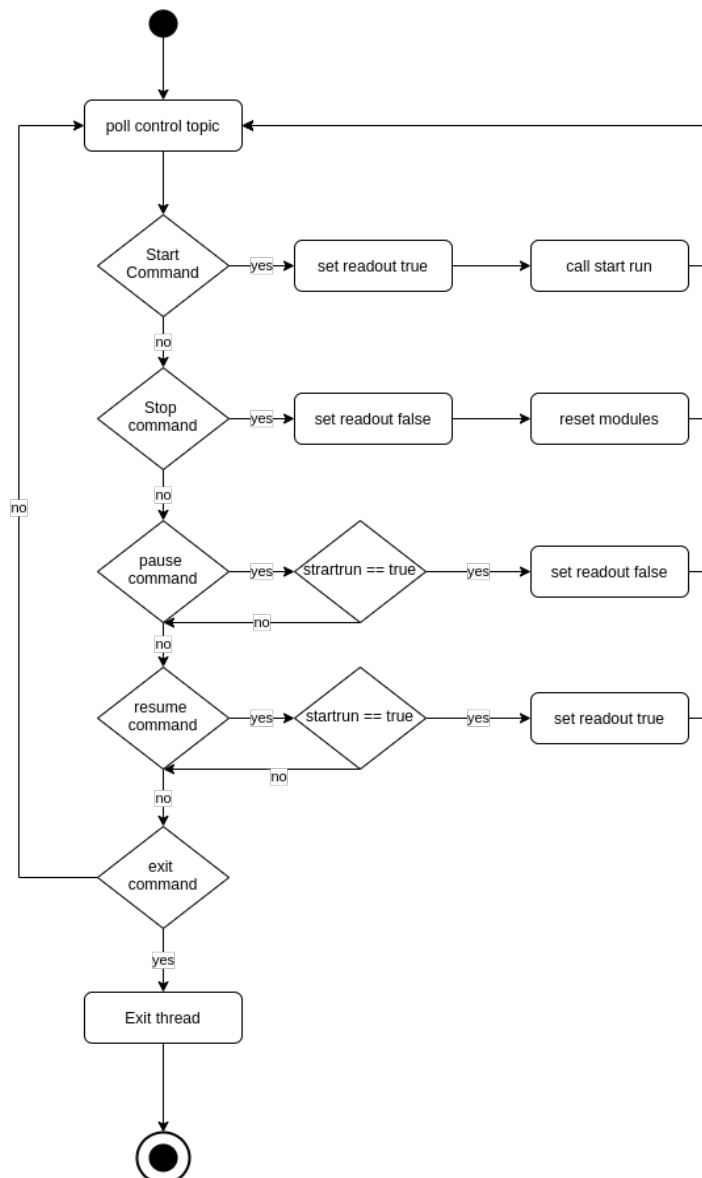 poll control topic
Start
Command
yes
set readout true
call start run
no
Stop
command
yes
set readout false
reset modules
no
no
pause
command
yes
strartrun == true
yes
set readout false
no
no
resume
command
yes
startrun == true
yes
set readout true
no
no
exit
command
yes
Exit thread